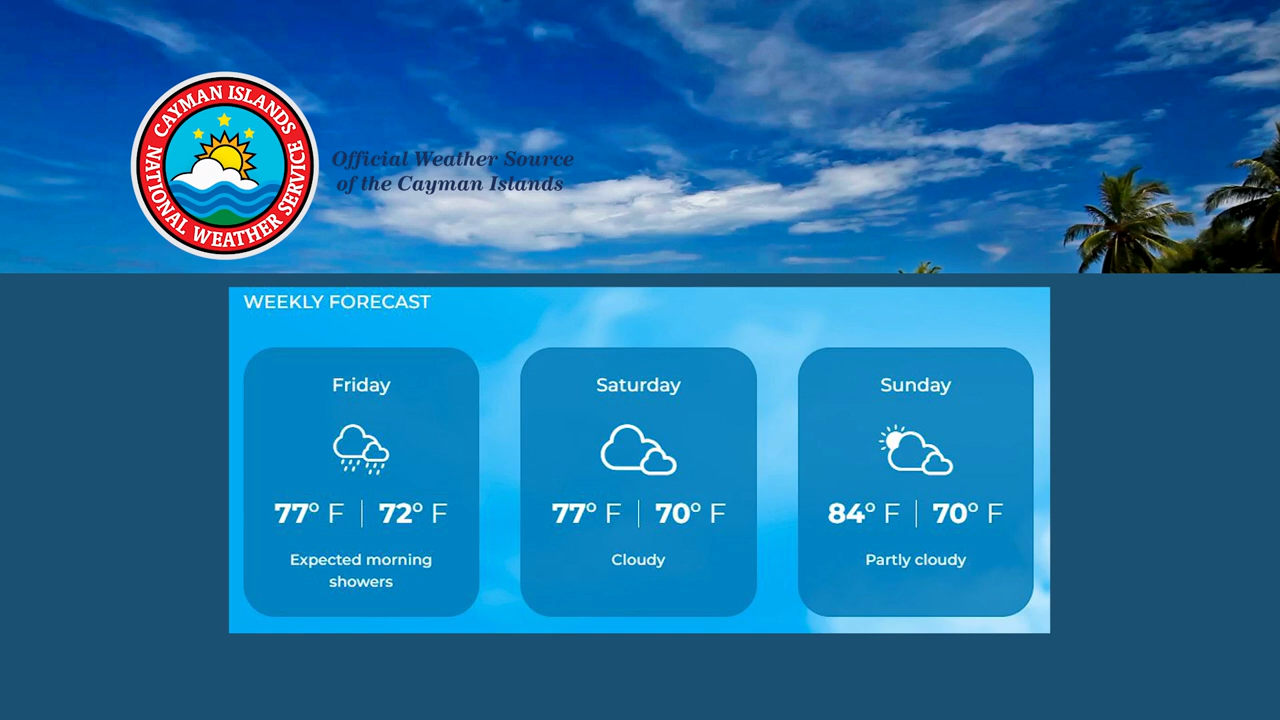 CAYMAN ISLANDS
NATIONAL WEATHER SERVICE
Official Weather Source
of the Cayman Islands
WEEKLY FORECAST
Friday
77° F | 72° F
Expected morning
showers
Saturday
77° F | 70° F
Cloudy
Sunday
84° F | 70° F
Partly cloudy